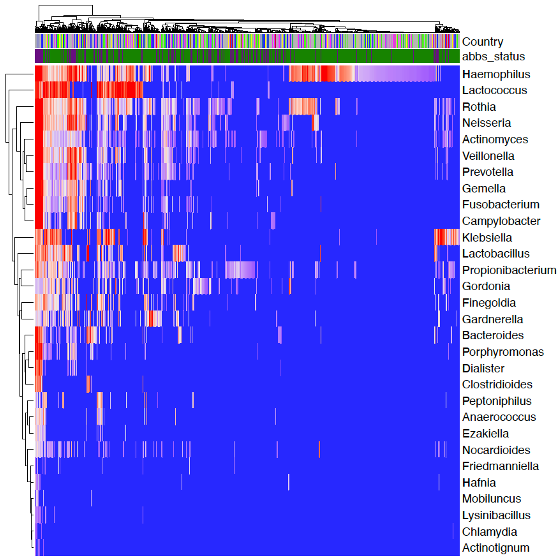 Country
abbs_status
Haemophilus
Lactococcus
Rothia
Neisseria
Actinomyces
Veillonella
Prevotella
Gemella
Fusobacterium
Campylobacter
Klebsiella
Lactobacillus
Propionibacterium
Gordonia
Finegoldia
Gardnerella
Bacteroides
Porphyromonas
Dialister
Clostridioides
Peptoniphilus
Anaerococcus
Ezakiella
Nocardioides
Friedmanniella
Hafnia
Mobiluncus
Lysinibacillus
Chlamydia
Actinotignum